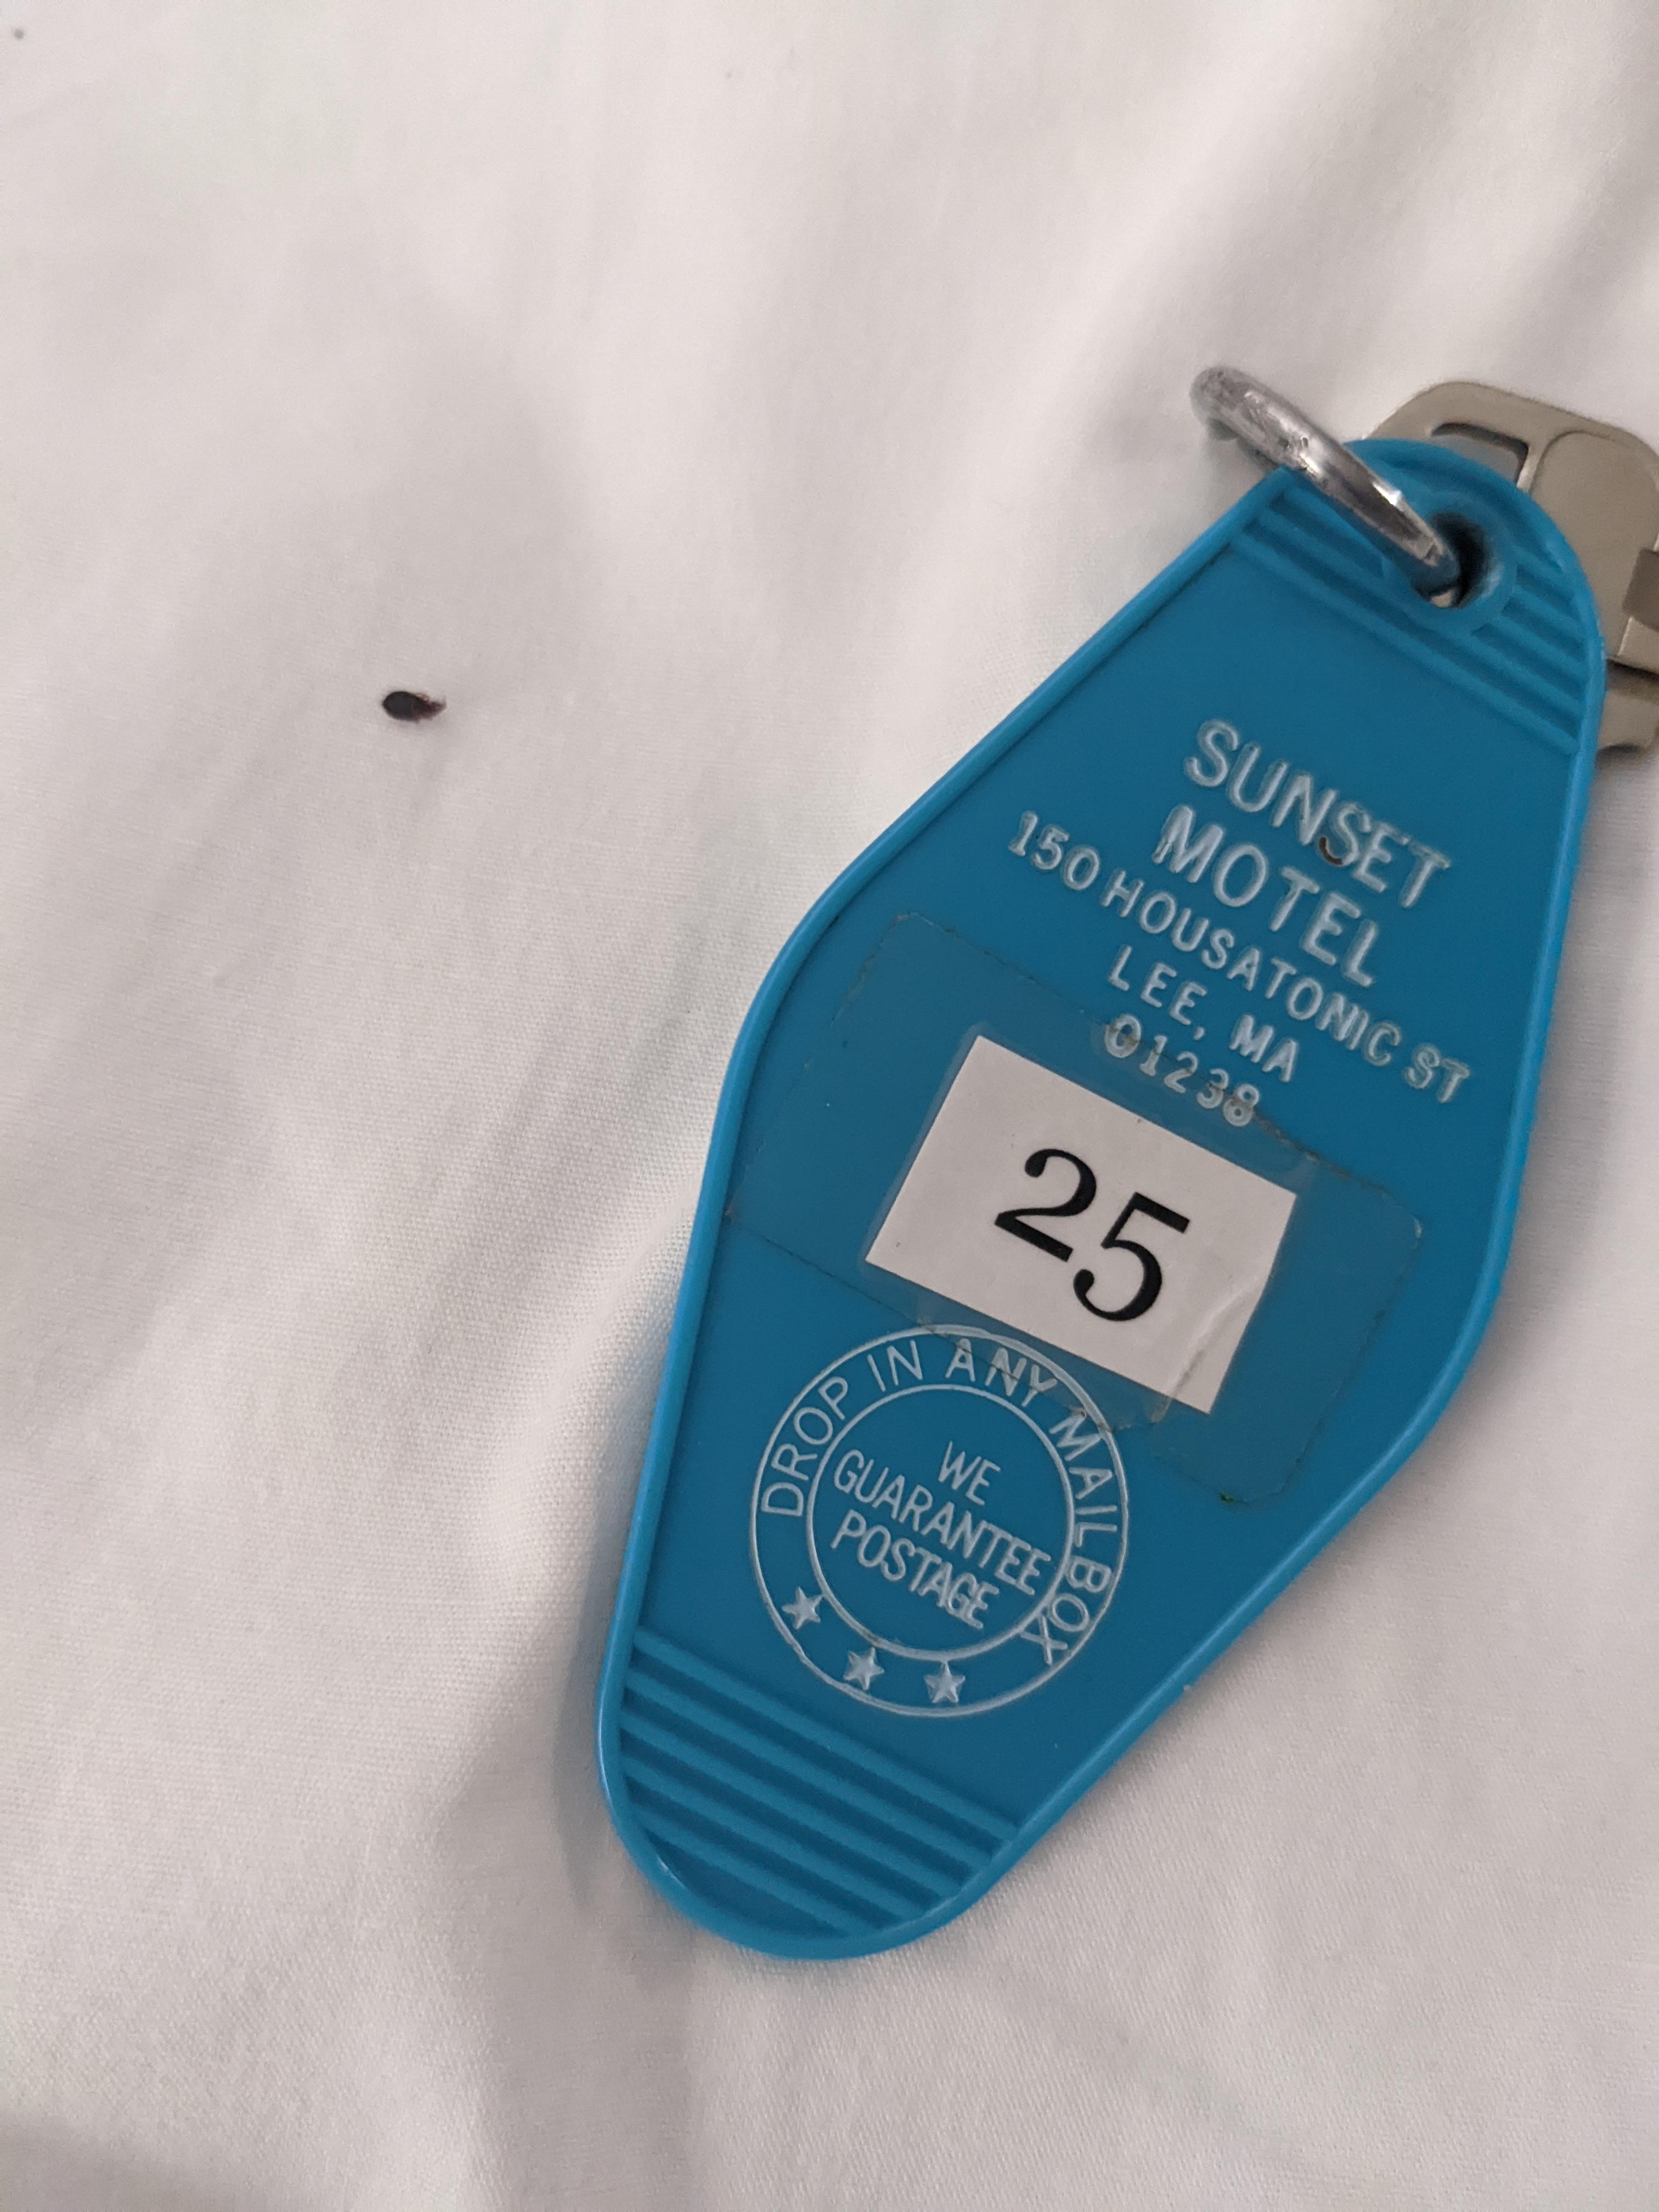 SUNSET
MOTEL
150 HOUSATONIC ST
LEE, MA
01238
25
DROP IN ANY MAILBOX
WE
GUARANTEE
POSTAGE